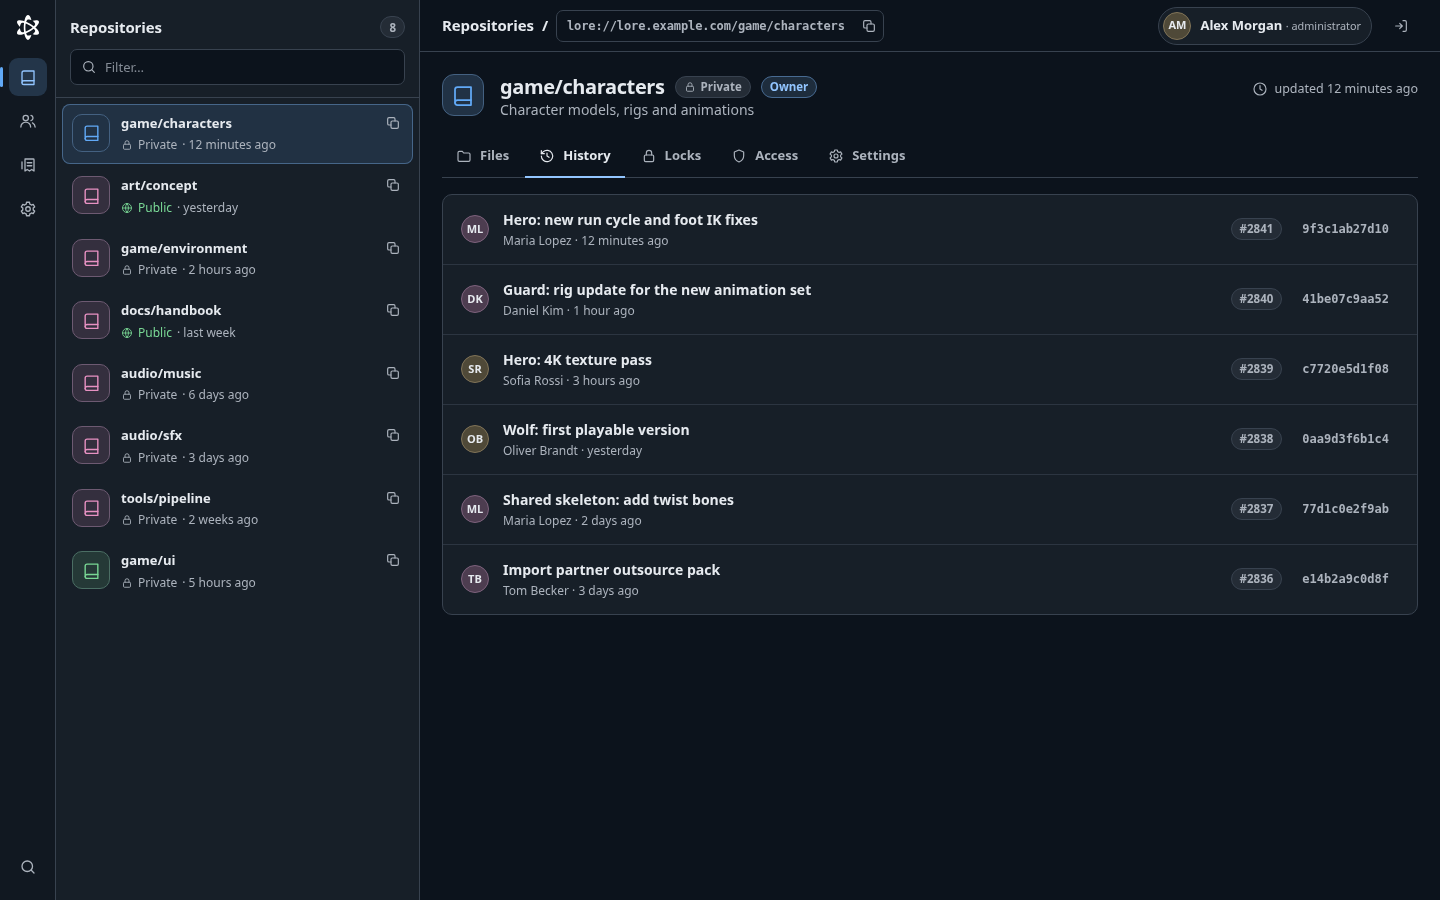 Repositories
8
Filter...
game/characters
Private · 12 minutes ago
art/concept
Public · yesterday
game/environment
Private · 2 hours ago
docs/handbook
Public · last week
audio/music
Private · 6 days ago
audio/sfx
Private · 3 days ago
tools/pipeline
Private · 2 weeks ago
game/ui
Private · 5 hours ago
Repositories / lore://lore.example.com/game/characters
AM Alex Morgan · administrator
game/characters Private Owner
updated 12 minutes ago
Character models, rigs and animations
Files History Locks Access Settings
ML Hero: new run cycle and foot IK fixes
Maria Lopez · 12 minutes ago
#2841 9f3c1ab27d10
DK Guard: rig update for the new animation set
Daniel Kim · 1 hour ago
#2840 41be07c9aa52
SR Hero: 4K texture pass
Sofia Rossi · 3 hours ago
#2839 c7720e5d1f08
OB Wolf: first playable version
Oliver Brandt · yesterday
#2838 0aa9d3f6b1c4
ML Shared skeleton: add twist bones
Maria Lopez · 2 days ago
#2837 77d1c0e2f9ab
TB Import partner outsource pack
Tom Becker · 3 days ago
#2836 e14b2a9c0d8f